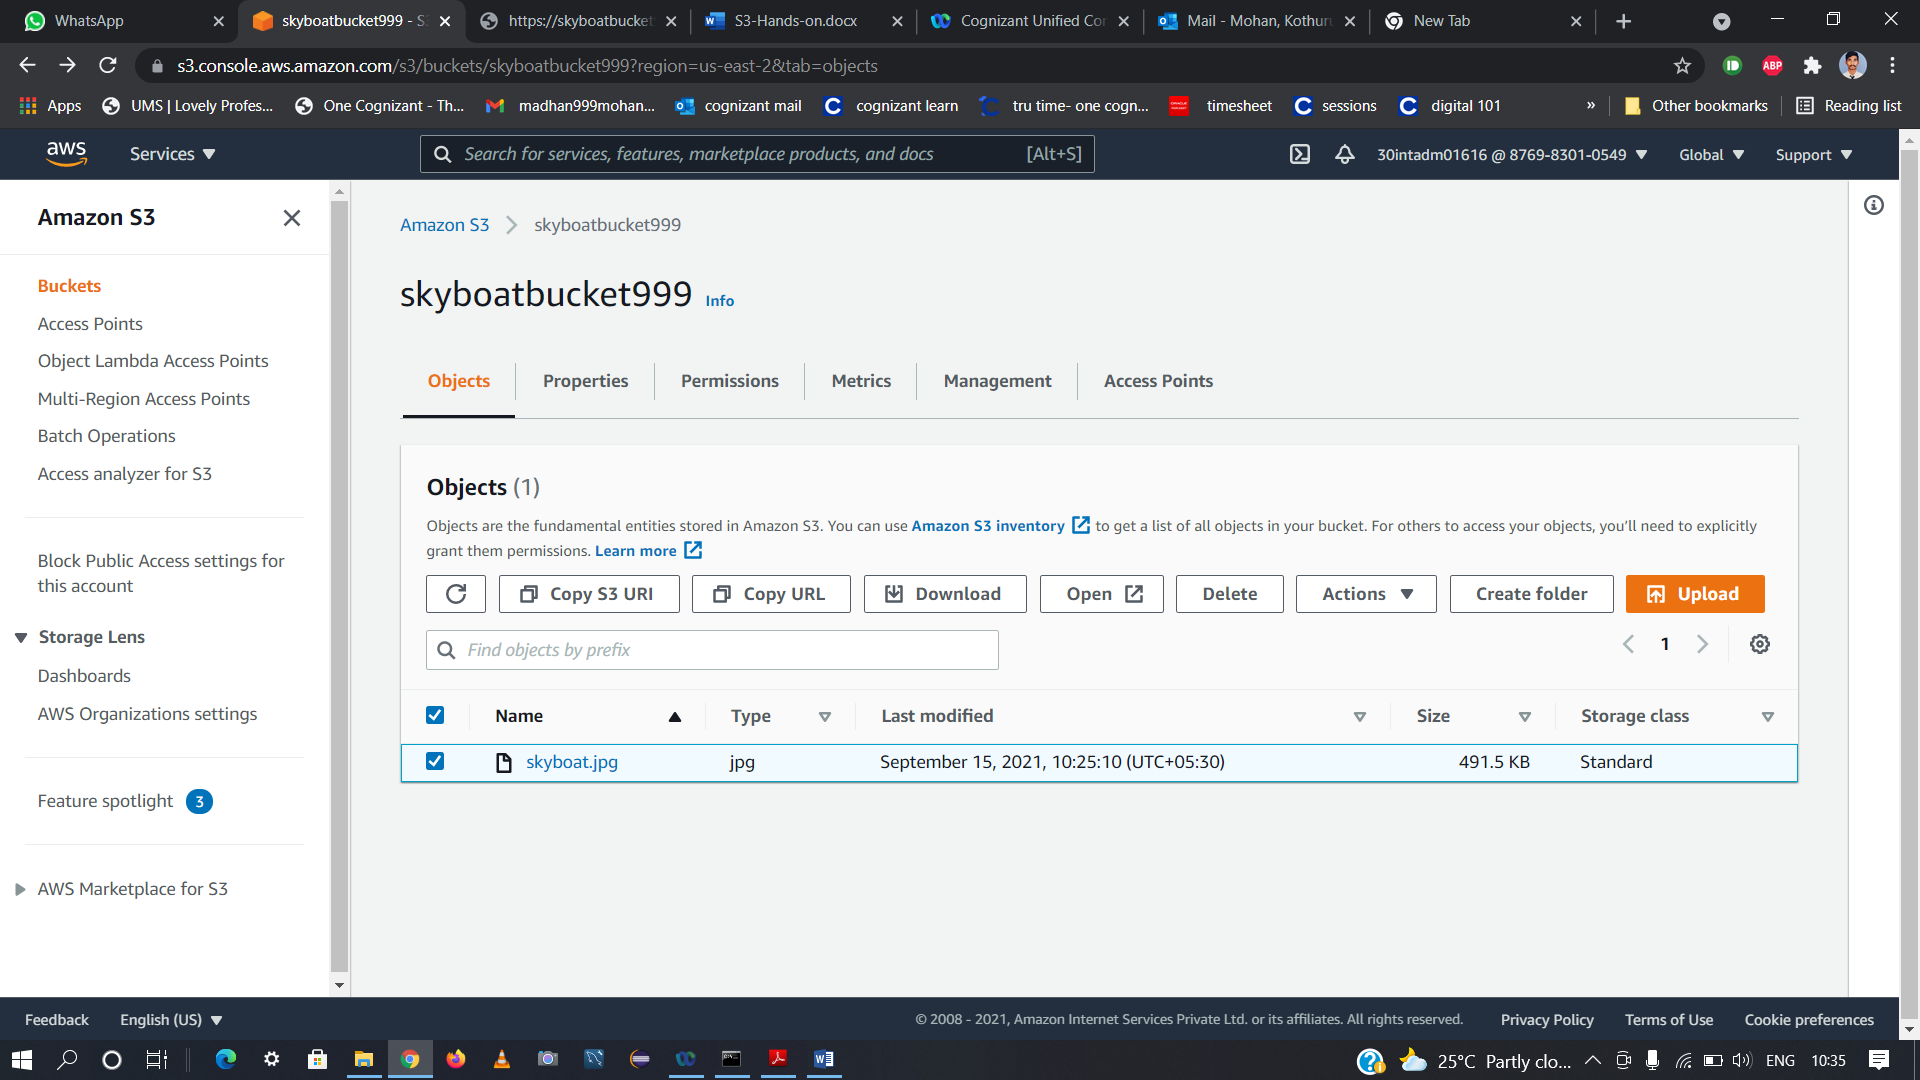 WhatsApp
skyboatbucket999 - S3
https://skyboatbucket
S3-Hands-on.docx
Cognizant Unified Con
Mail - Mohan, Kothuru
New Tab
s3.console.aws.amazon.com/s3/buckets/skyboatbucket999?region=us-east-2&tab=objects
ABP
Apps
UMS | Lovely Profes...
One Cognizant - Th...
madhan999mohan...
cognizant mail
cognizant learn
tru time- one cogn...
timesheet
sessions
digital 101
»
Other bookmarks
Reading list
aws
Services
Search for services, features, marketplace products, and docs
[Alt+S]
30intadm01616 @ 8769-8301-0549
Global
Support
Amazon S3
Buckets
Access Points
Object Lambda Access Points
Multi-Region Access Points
Batch Operations
Access analyzer for S3
Block Public Access settings for
this account
Storage Lens
Dashboards
AWS Organizations settings
Feature spotlight 3
AWS Marketplace for S3
Amazon S3 > skyboatbucket999
skyboatbucket999 Info
Objects
Properties
Permissions
Metrics
Management
Access Points
Objects (1)
Objects are the fundamental entities stored in Amazon S3. You can use Amazon S3 inventory to get a list of all objects in your bucket. For others to access your objects, you’ll need to explicitly
grant them permissions. Learn more
Copy S3 URI
Copy URL
Download
Open
Delete
Actions
Create folder
Upload
Find objects by prefix
1
Name Type Last modified Size Storage class
skyboat.jpg jpg September 15, 2021, 10:25:10 (UTC+05:30) 491.5 KB Standard
Feedback
English (US)
© 2008 - 2021, Amazon Internet Services Private Ltd. or its affiliates. All rights reserved.
Privacy Policy
Terms of Use
Cookie preferences
25°C Partly clo...
ENG
10:35